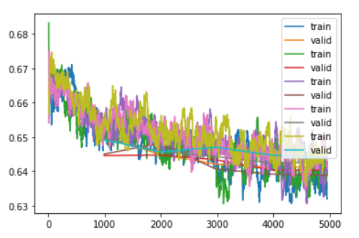 0.68
0.67
0.66
0.65
0.64
0.63
0 1000 2000 3000 4000 5000
train
valid
train
valid
train
valid
train
valid
train
valid